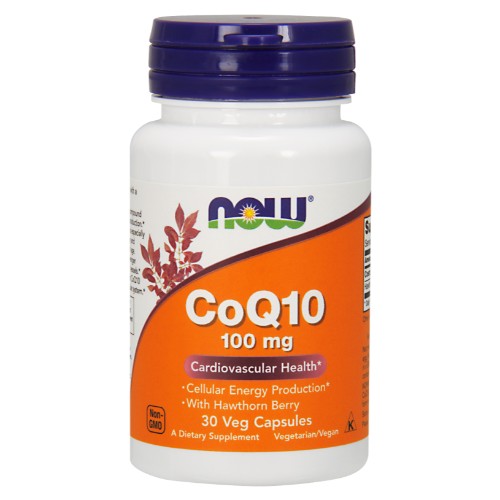 NOW®
CoQ10
100 mg
Cardiovascular Health*
• Cellular Energy Production*
• With Hawthorn Berry
30 Veg Capsules
A Dietary Supplement Vegetarian/Vegan
Non-
GMO
K